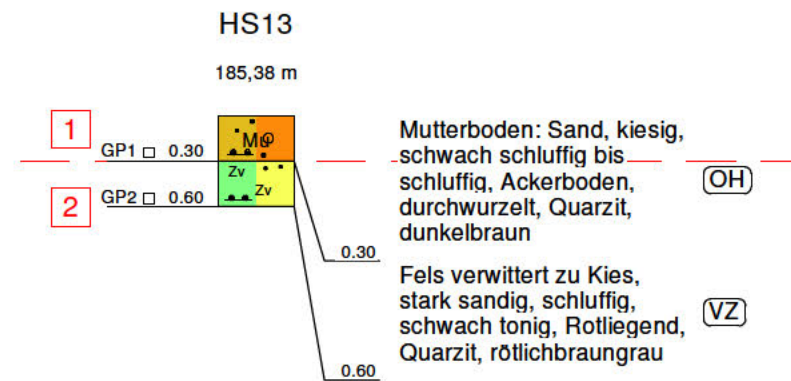 HS13
185,38 m
1
GP1 0.30
Mu
2
GP2 0.60
Zv
Zv
Mutterboden: Sand, kiesig,
schwach schluffig bis
schluffig, Ackerboden,
durchwurzelt, Quarzit,
dunkelbraun
OH
0.30
Fels verwittert zu Kies,
stark sandig, schluffig,
schwach tonig, Rotliegend,
Quarzit, rötlichbraungrau
VZ
0.60